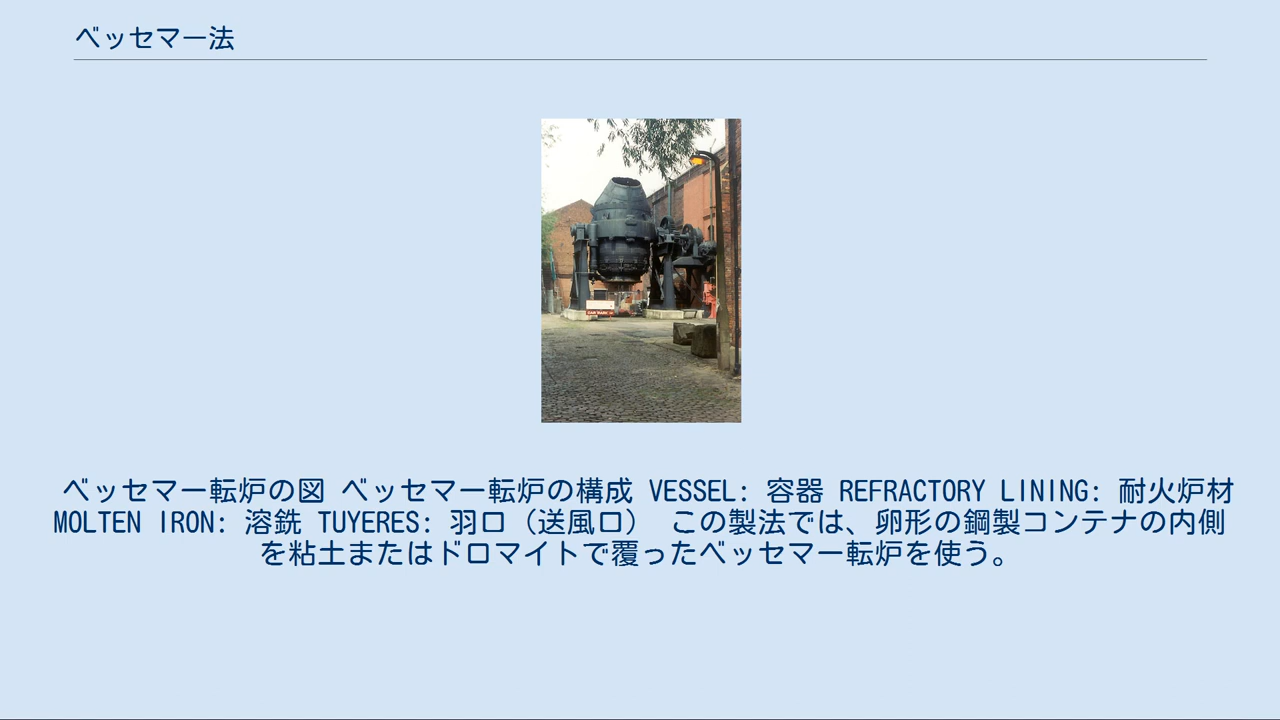 ベッセマー法
ベッセマー転炉の図 ベッセマー転炉の構成 VESSEL: 容器 REFRACTORY LINING: 耐火炉材
MOLTEN IRON: 溶銑 TUYERES: 羽口（送風口） この製法では、卵形の鋼製コンテナの内側
を粘土またはドロマイトで覆ったベッセマー転炉を使う。